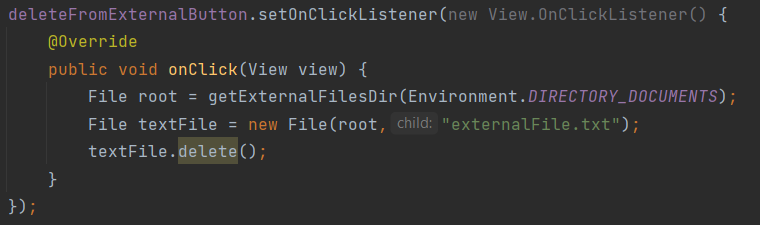 deleteFromExternalButton.setOnClickListener(new View.OnClickListener() {
@Override
public void onClick(View view) {
File root = getExternalFilesDir(Environment.DIRECTORY_DOCUMENTS);
File textFile = new File(root, child: "externalFile.txt");
textFile.delete();
}
});